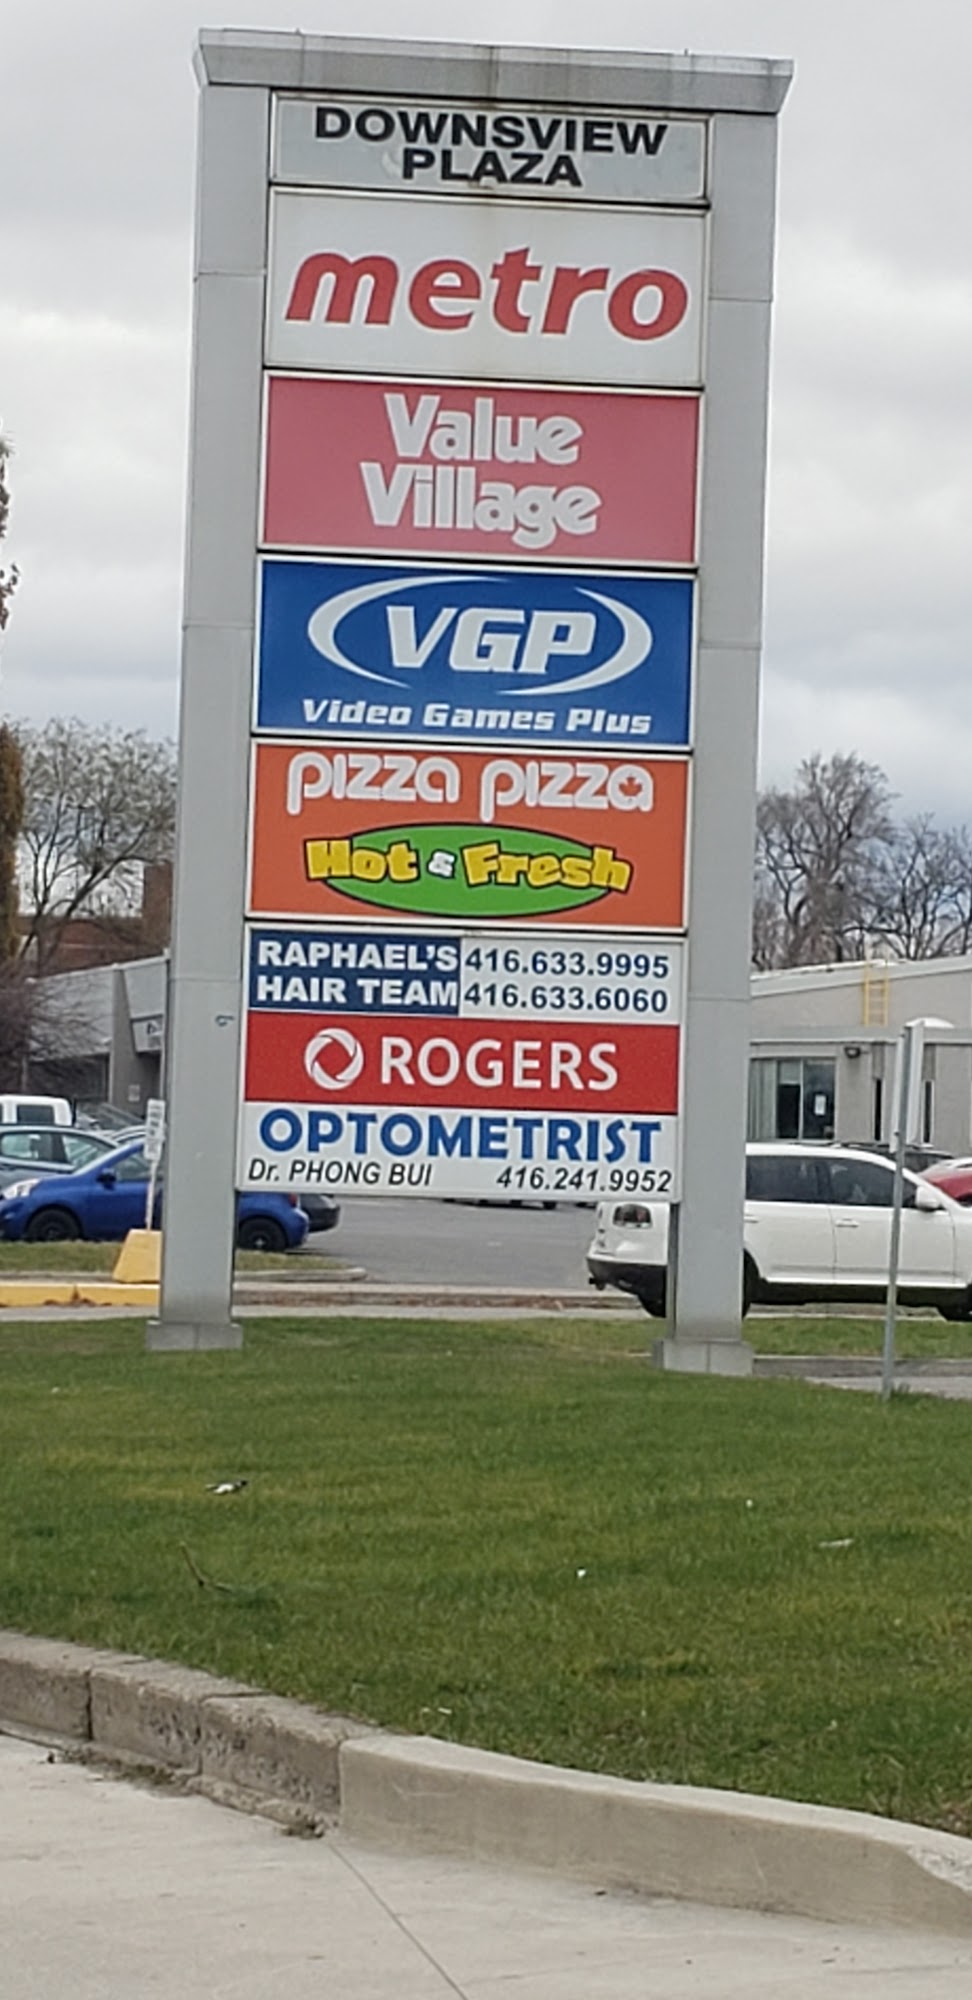 DOWNSVIEW
PLAZA
metro
Value
Village
VGP
Video Games Plus
pizza pizza
Hot & Fresh
RAPHAEL'S 416.633.9995
HAIR TEAM 416.633.6060
ROGERS
OPTOMETRIST
Dr. PHONG BUI 416.241.9952